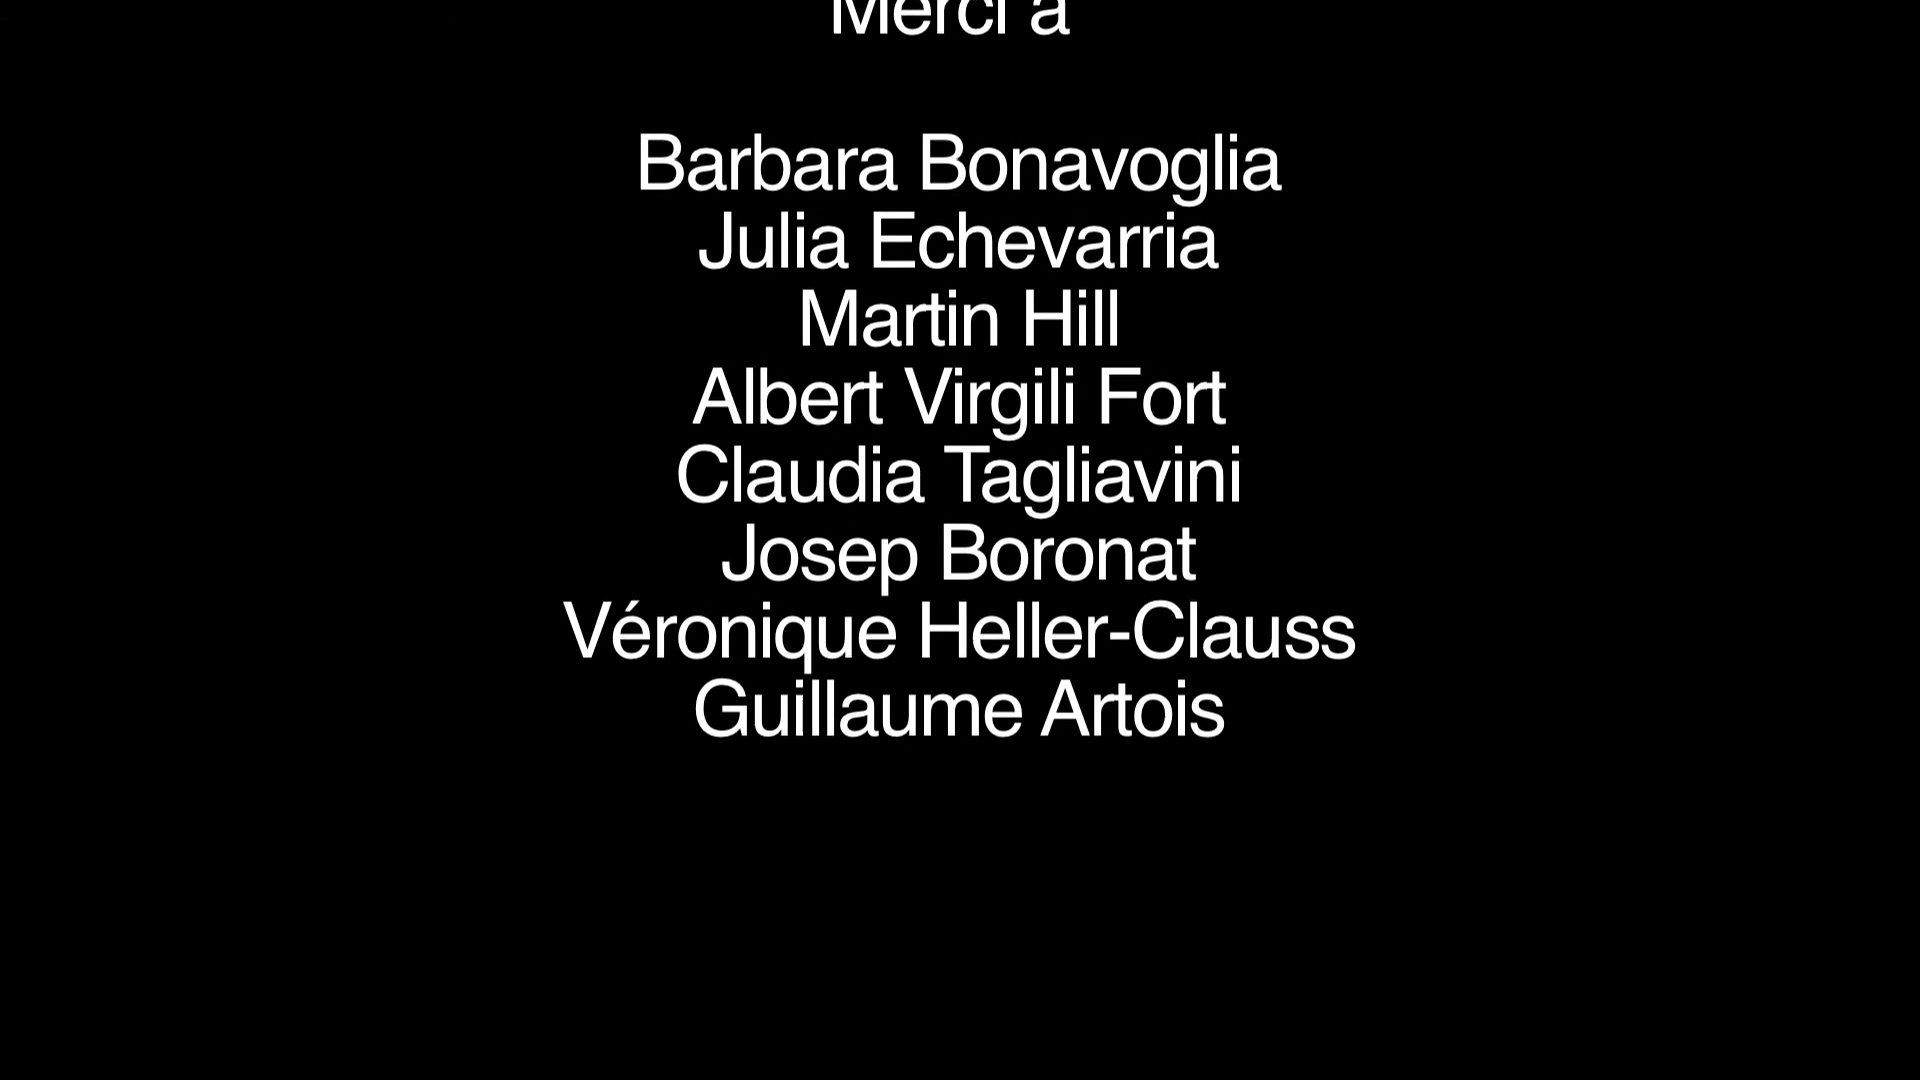 Merci à
Barbara Bonavoglia
Julia Echevarria
Martin Hill
Albert Virgili Fort
Claudia Tagliavini
Josep Boronat
Véronique Heller-Clauss
Guillaume Artois